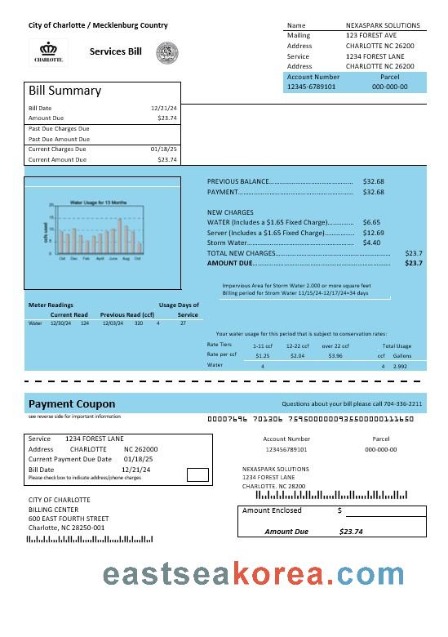 City of Charlotte / Mecklenburg Country
CHARLOTTE
Services Bill
Name NEXASPARK SOLUTIONS
Mailing 123 FOREST AVE
Address CHARLOTTE NC 26200
Service 1234 FOREST LANE
Address CHARLOTTE NC 26200
Account Number Parcel
12345-6789101 000-000-00
Bill Summary
Bill Date 12/21/24
Amount Due $23.74
Past Due Charges Due
Past Due Amount Due
Current Charges Due 01/18/25
Current Amount Due $23.74
Water Usage for 13 Months
PREVIOUS BALANCE $32.68
PAYMENT $32.68
NEW CHARGES
WATER (Includes a $1.65 Fixed Charge) $6.65
Server (Includes a $1.65 Fixed Charge) $12.69
Storm Water $4.40
TOTAL NEW CHARGES $23.7
AMOUNT DUE $23.7
Impervious Area for Storm Water 2,000 or more square feet
Billing period for Strom Water 11/15/24-12/17/24=34 days
Meter Readings Usage Days of
Current Read Previous Read (ccf) Service
Water 12/30/24 124 12/03/24 320 4 27
Your water usage for this period that is subject to conservation rates:
Rate Tiers 1-11 ccf 12-22 ccf over 22 ccf Total Usage
Rate per ccf $1.25 $2.04 $3.96 ccf Gallons
Water 4 4 2.992
Payment Coupon
Questions about your bill please call 704-336-2211
see reverse side for important information
Service 1234 FOREST LANE
Address CHARLOTTE NC 262000
Current Payment Due Date 01/18/25
Bill Date 12/21/24
Please check box to indicate address/phone changes
Account Number Parcel
123456789101 000-000-00
NEXASPARK SOLUTIONS
1234 FOREST LANE
CHARLOTTE. NC 28200
CITY OF CHARLOTTE
BILLING CENTER
600 EAST FOURTH STREET
Charlotte, NC 28250-001
Amount Enclosed $
Amount Due $23.74
eastseakorea.com